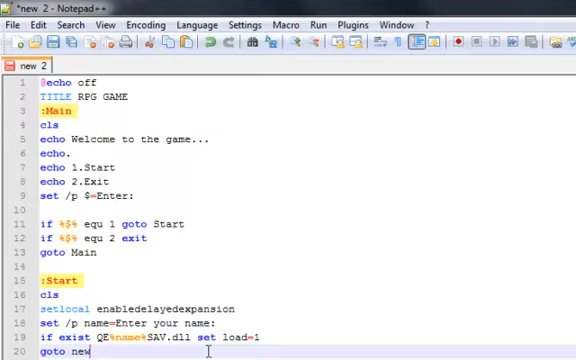 *new 2 - Notepad++
File Edit Search View Encoding Language Settings Macro Run Plugins Window ?
new 2
1 @echo off
2 TITLE RPG GAME
3 :Main
4 cls
5 echo Welcome to the game...
6 echo.
7 echo 1.Start
8 echo 2.Exit
9 set /p $=Enter:
10
11 if %$% equ 1 goto Start
12 if %$% equ 2 exit
13 goto Main
14
15 :Start
16 cls
17 setlocal enabledelayedexpansion
18 set /p name=Enter your name:
19 if exist QE%name%SAV.dll set load=1
20 goto new